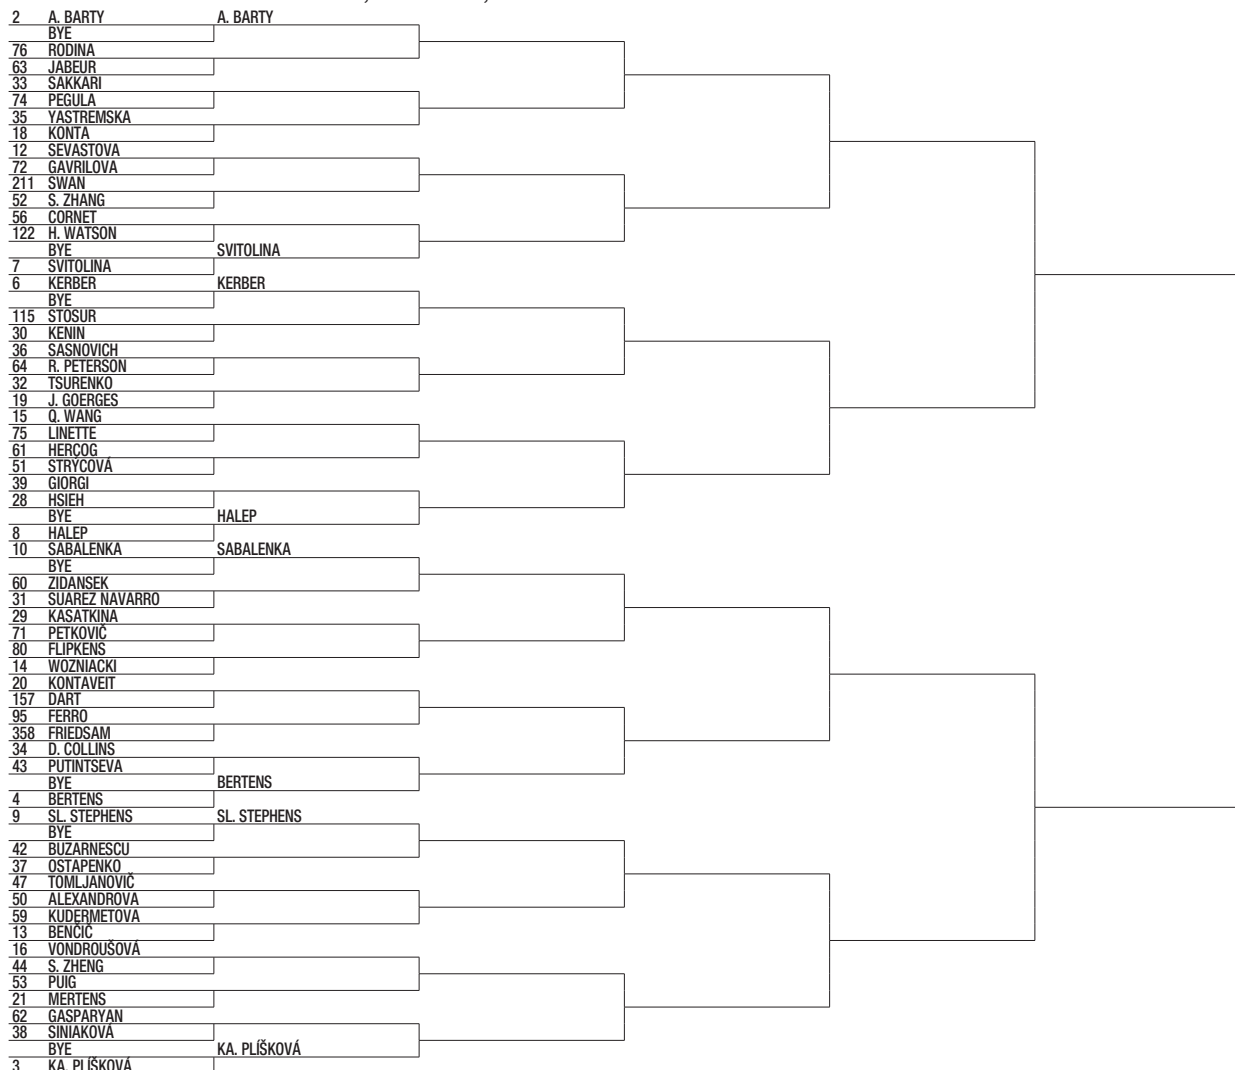 2 A. BARTY A. BARTY
BYE
76 RODINA
63 JABEUR
33 SAKKARI
74 PEGULA
35 YASTREMSKA
18 KONTA
12 SEVASTOVA
72 GAVRILOVA
211 SWAN
52 S. ZHANG
56 CORNET
122 H. WATSON
BYE SVITOLINA
7 SVITOLINA
6 KERBER KERBER
BYE
115 STOSUR
30 KENIN
36 SASNOVICH
64 R. PETERSON
32 TSURENKO
19 J. GOERGES
15 Q. WANG
75 LINETTE
61 HERCOG
51 STRÝCOVÁ
39 GIORGI
28 HSIEH
BYE HALEP
8 HALEP
10 SABALENKA SABALENKA
BYE
60 ZIDANSEK
31 SUAREZ NAVARRO
29 KASATKINA
71 PETKOVIČ
80 FLIPKENS
14 WOZNIACKI
20 KONTAVEIT
157 DART
95 FERRO
358 FRIEDSAM
34 D. COLLINS
43 PUTINTSEVA
BYE BERTENS
4 BERTENS
9 SL. STEPHENS SL. STEPHENS
BYE
42 BUZARNESCU
37 OSTAPENKO
47 TOMLJANOVIČ
50 ALEXANDROVA
59 KUDERMETOVA
13 BENČIČ
16 VONDROUŠOVÁ
44 S. ZHENG
53 PUIG
21 MERTENS
62 GASPARYAN
38 SINIAKOVÁ
BYE KA. PLÍŠKOVÁ
3 KA. PLÍŠKOVÁ